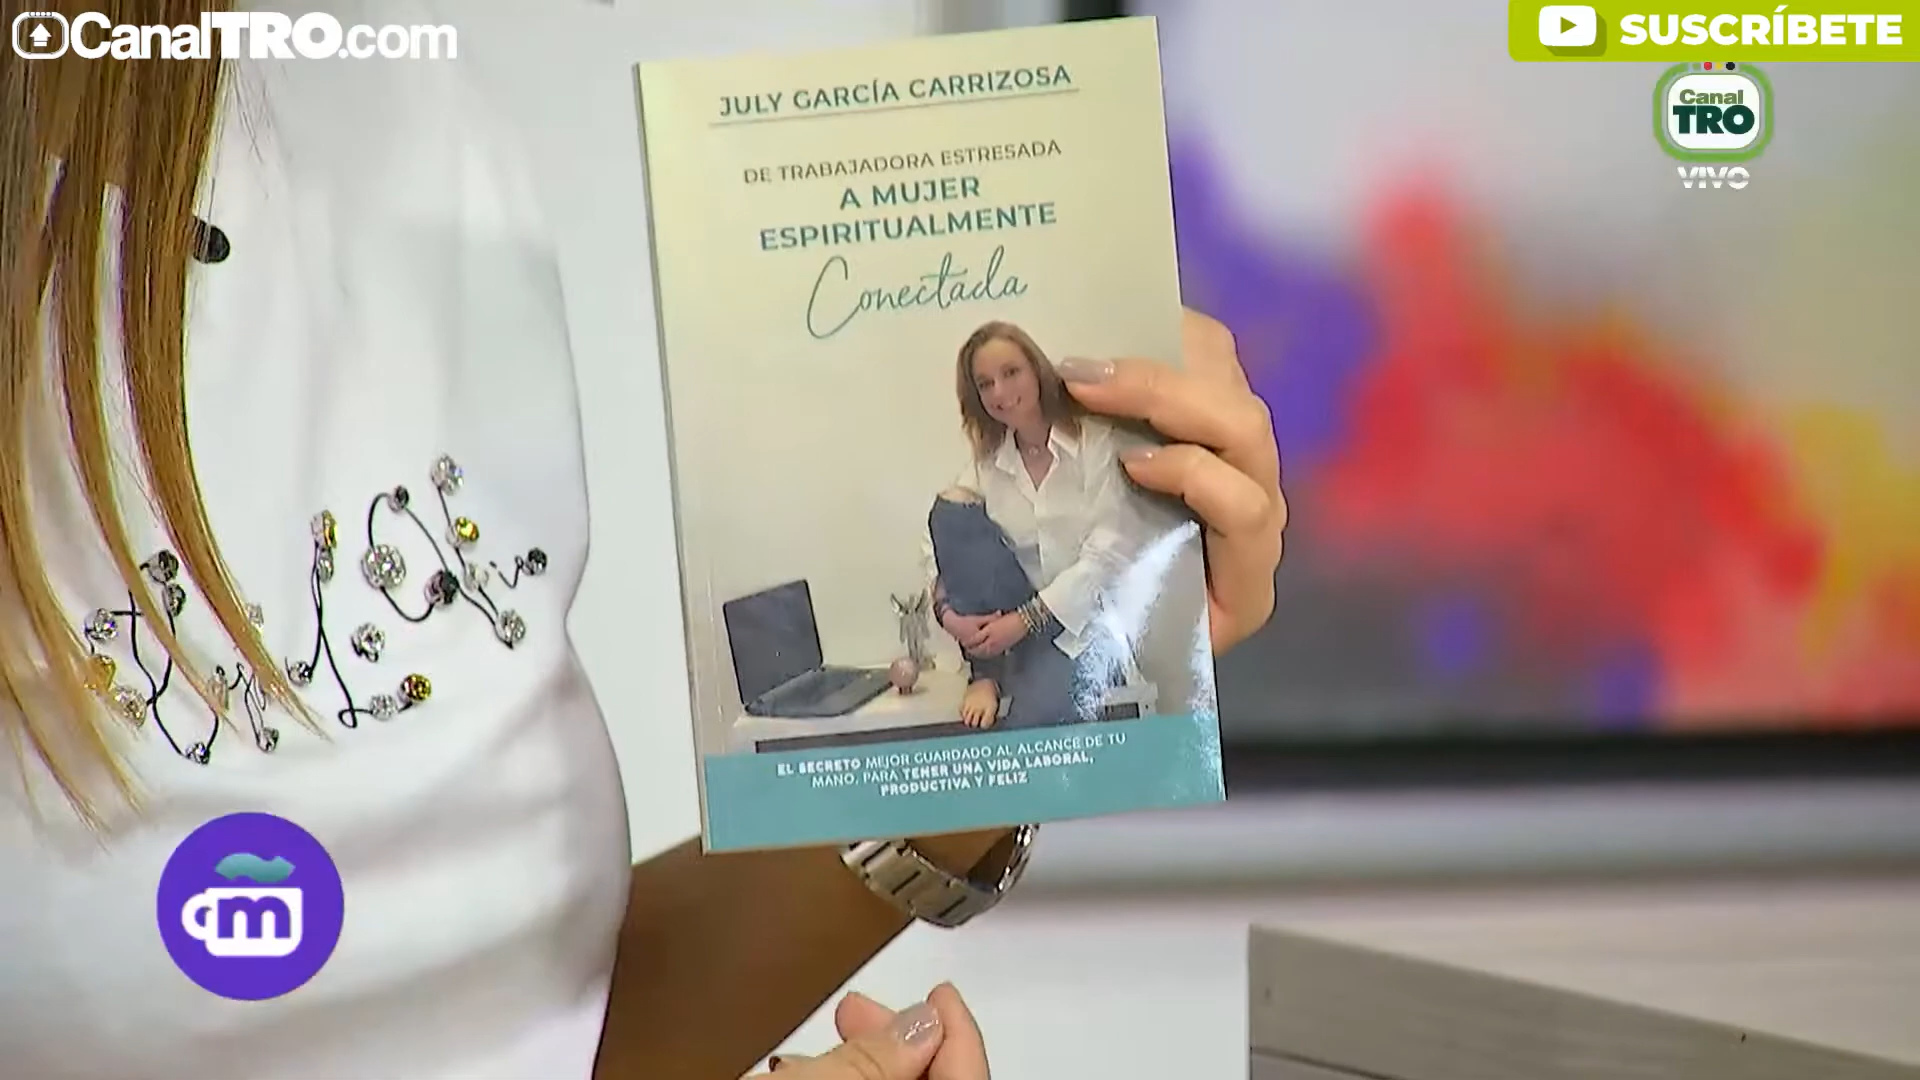 CanalTRO.com
SUSCRÍBETE
Canal
TRO
VIVO
JULY GARCÍA CARRIZOSA
DE TRABAJADORA ESTRESADA
A MUJER
ESPIRITUALMENTE
Conectada
EL SECRETO MEJOR GUARDADO AL ALCANCE DE TU
MANO, PARA TENER UNA VIDA LABORAL,
PRODUCTIVA Y FELIZ
m